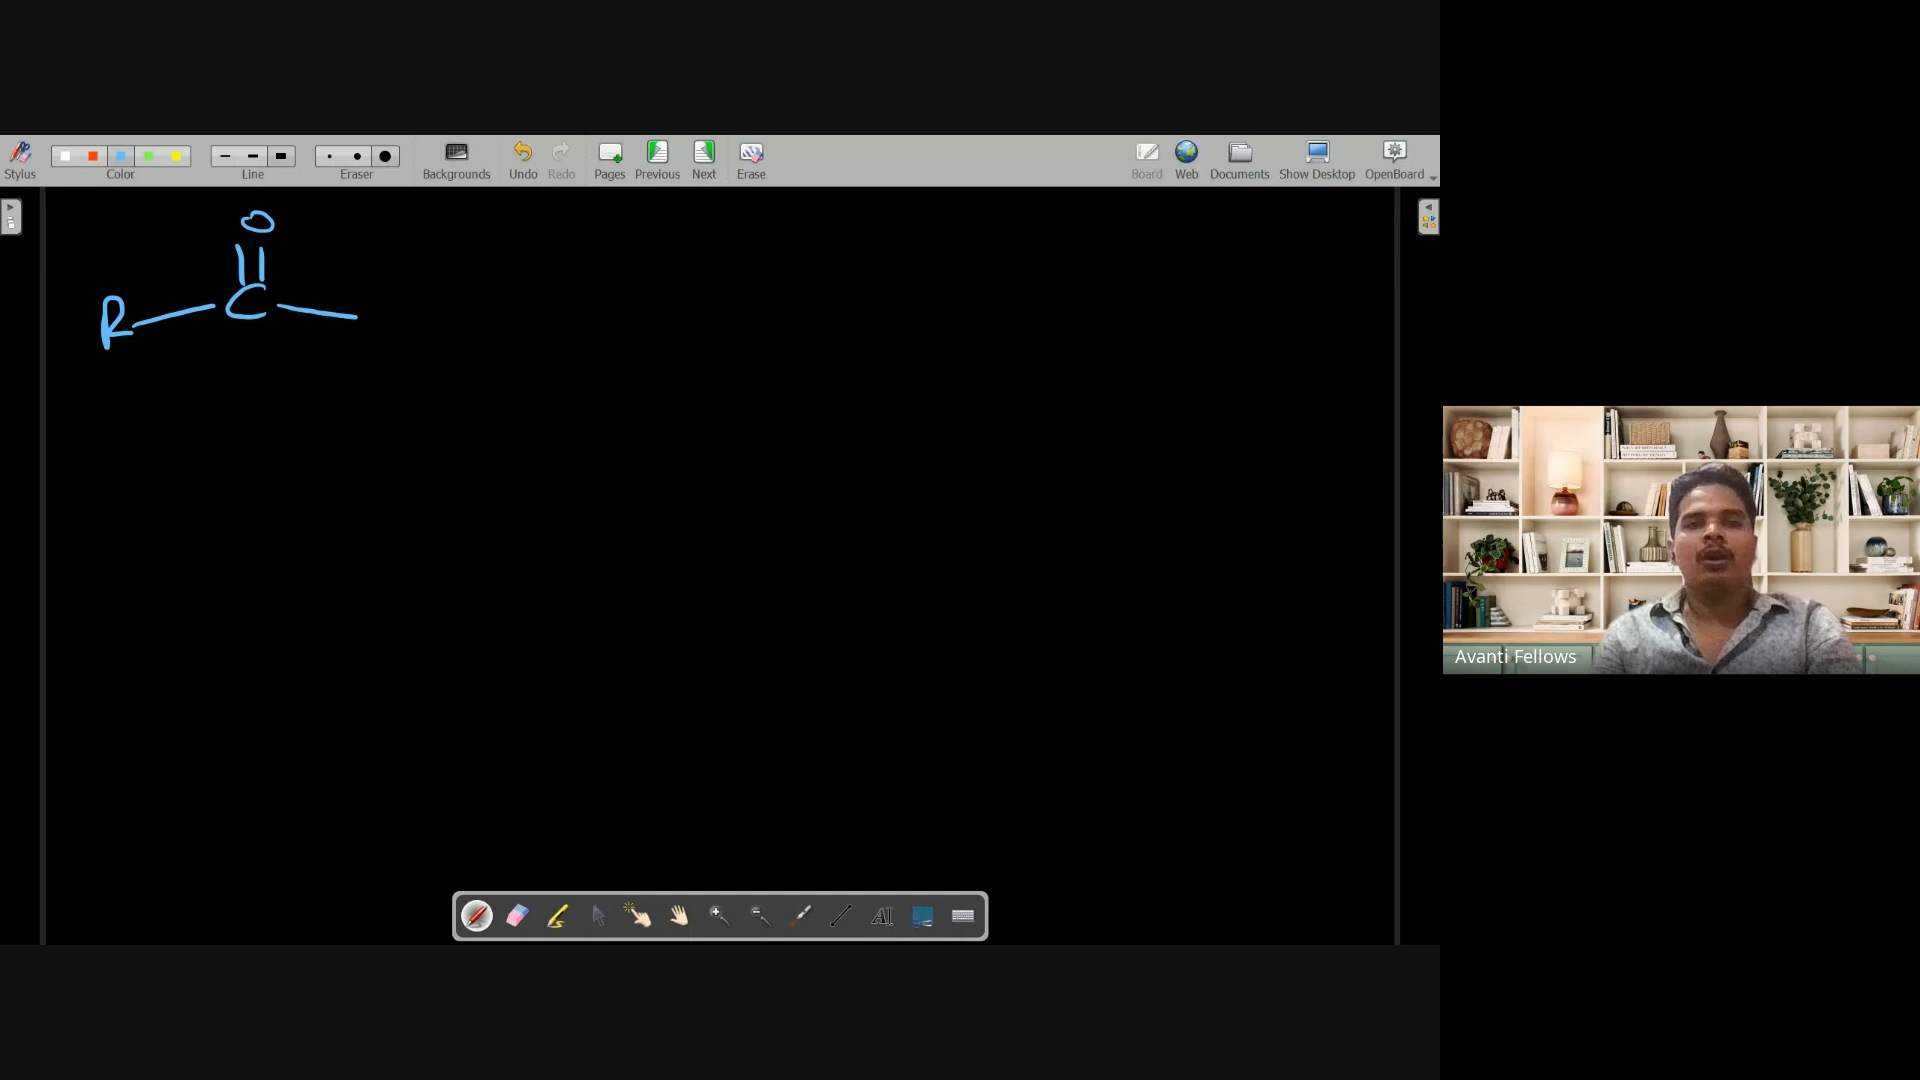 Stylus Color Line Eraser Backgrounds Undo Redo Pages Previous Next Erase Board Web Documents Show Desktop OpenBoard
O
R C
Avanti Fellows
AI